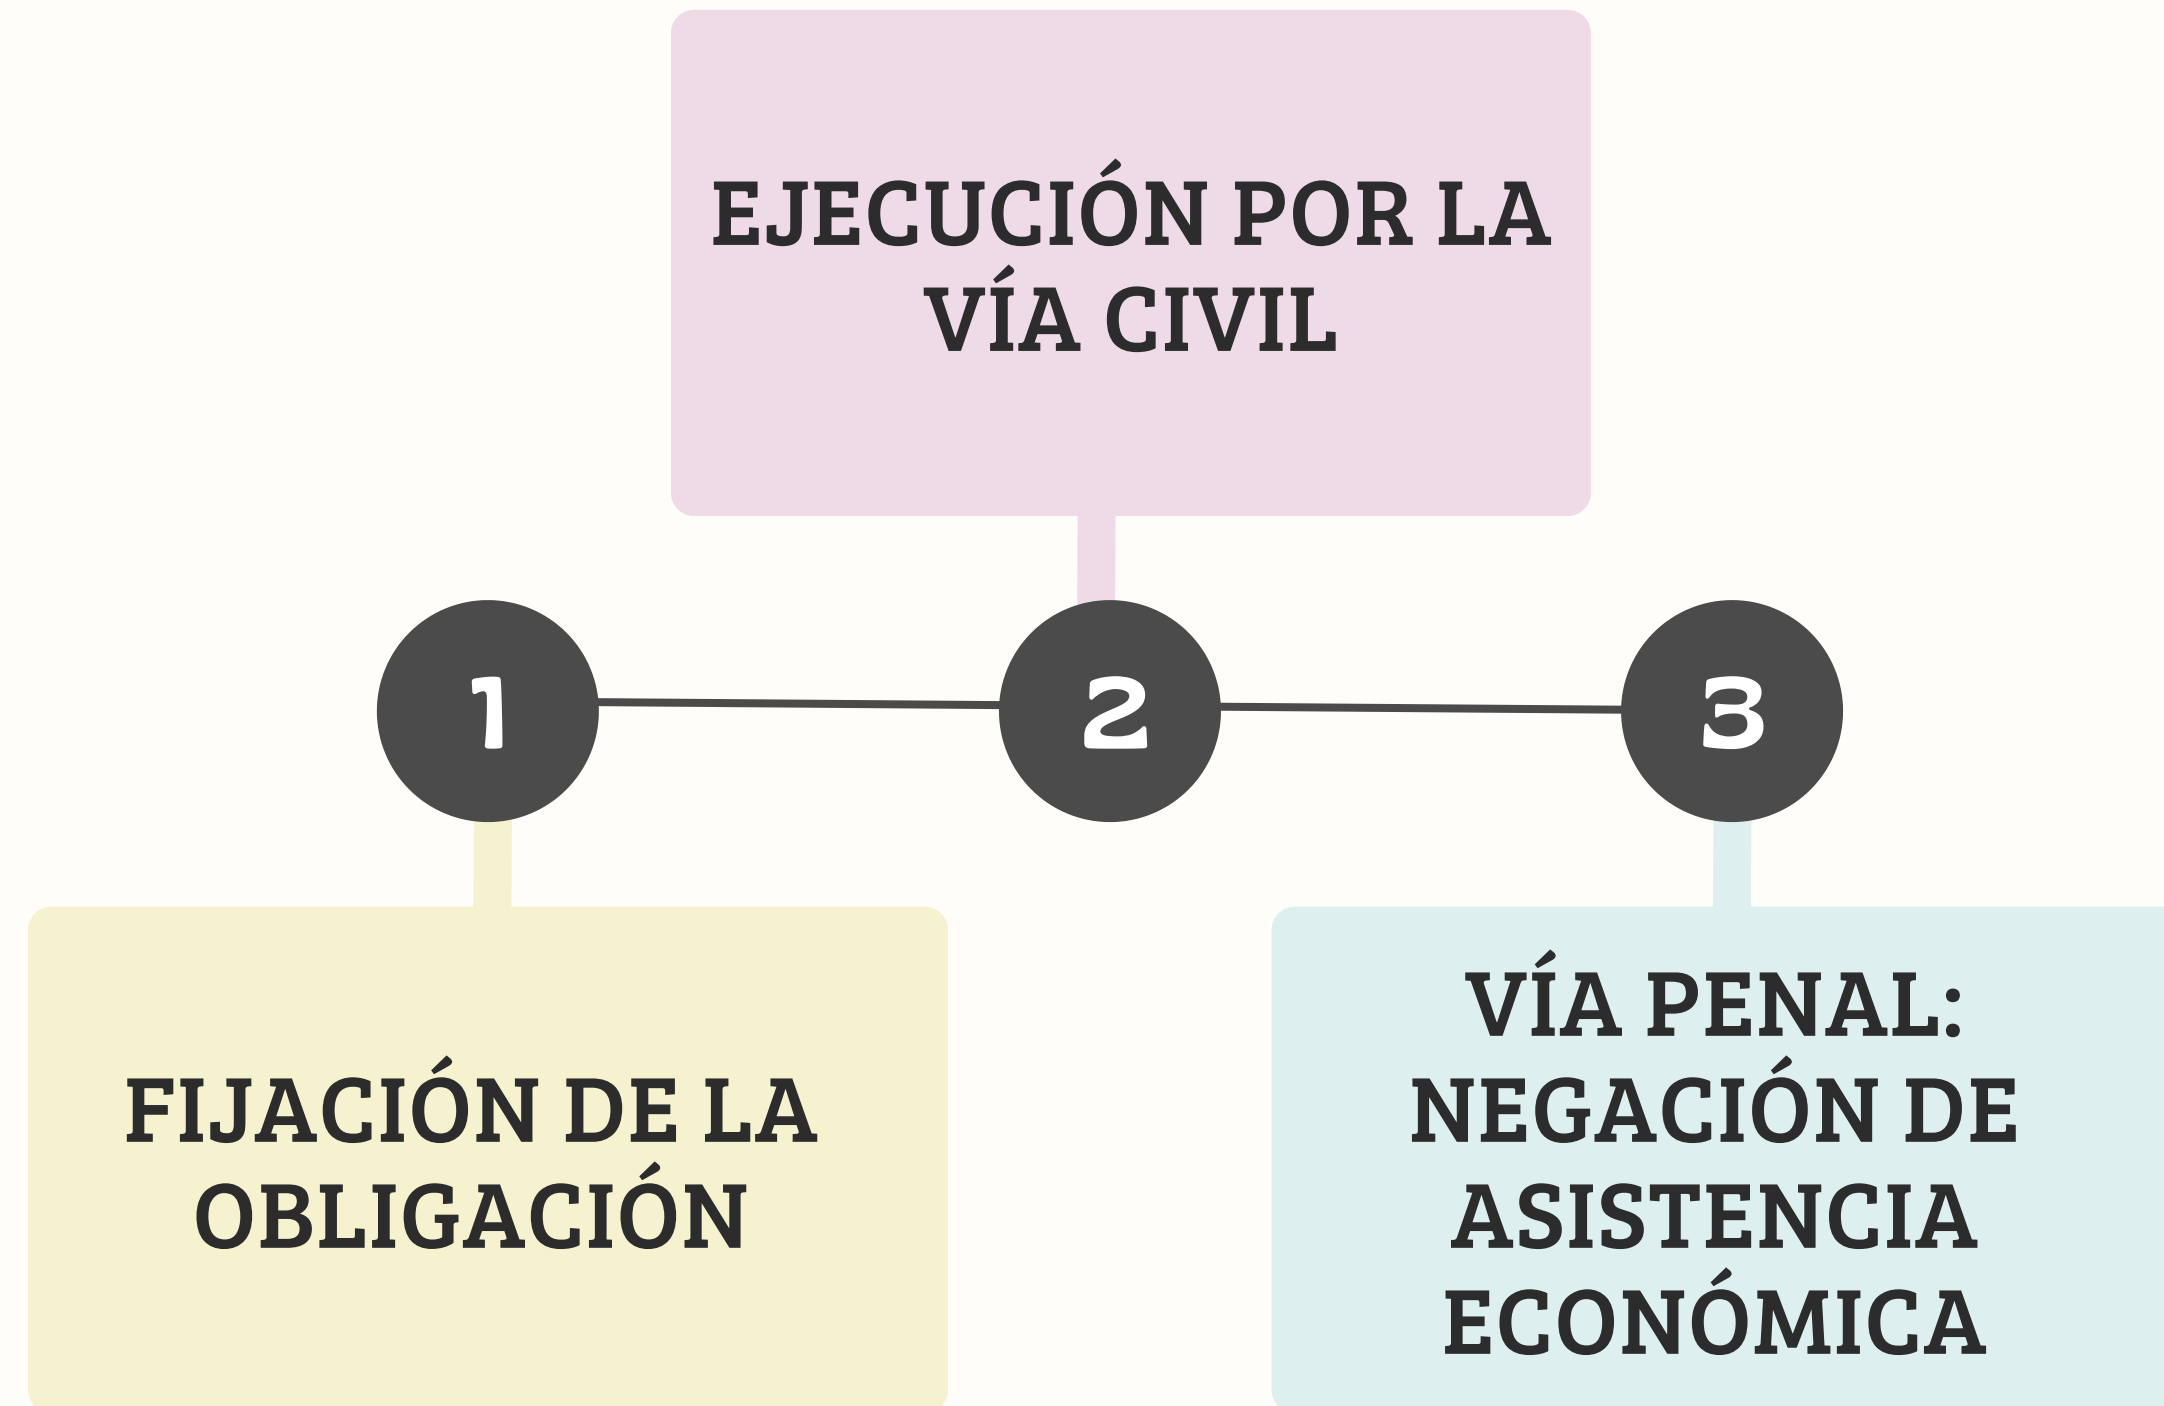 EJECUCIÓN POR LA
VÍA CIVIL
1
2
3
FIJACIÓN DE LA
OBLIGACIÓN
VÍA PENAL:
NEGACIÓN DE
ASISTENCIA
ECONÓMICA